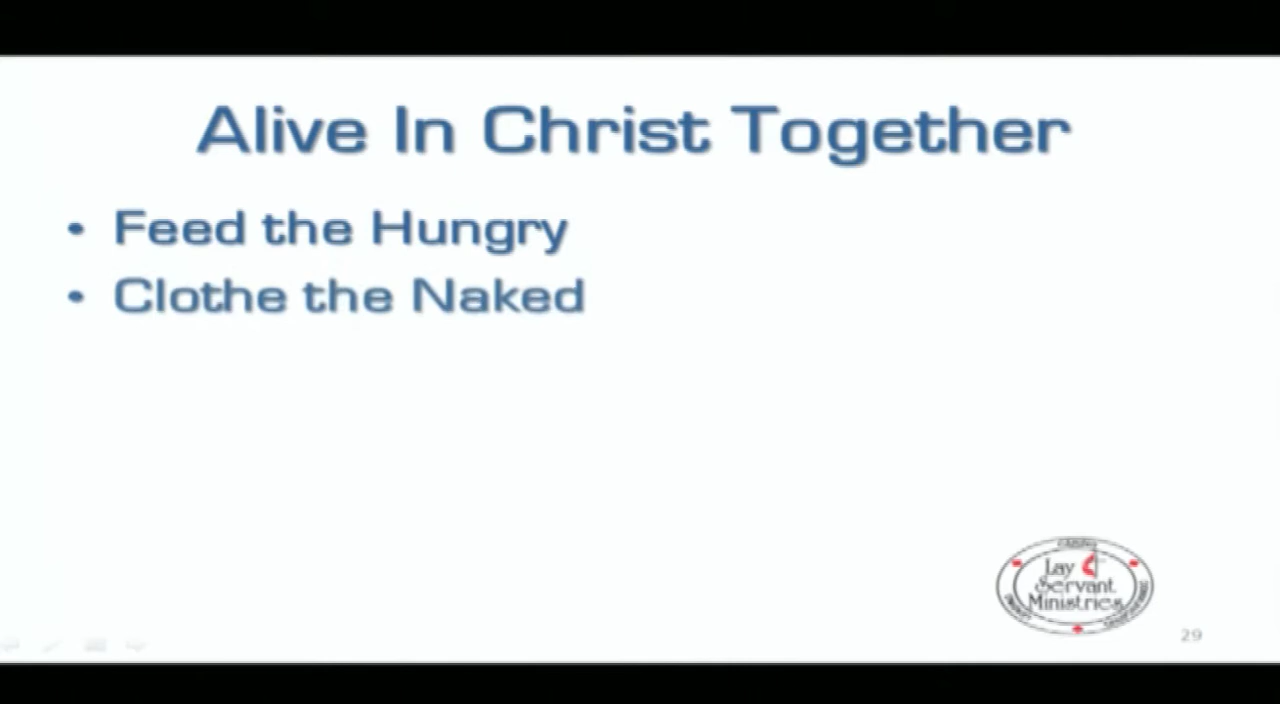 Alive In Christ Together
• Feed the Hungry
• Clothe the Naked
Lay
Servant
Ministries
29